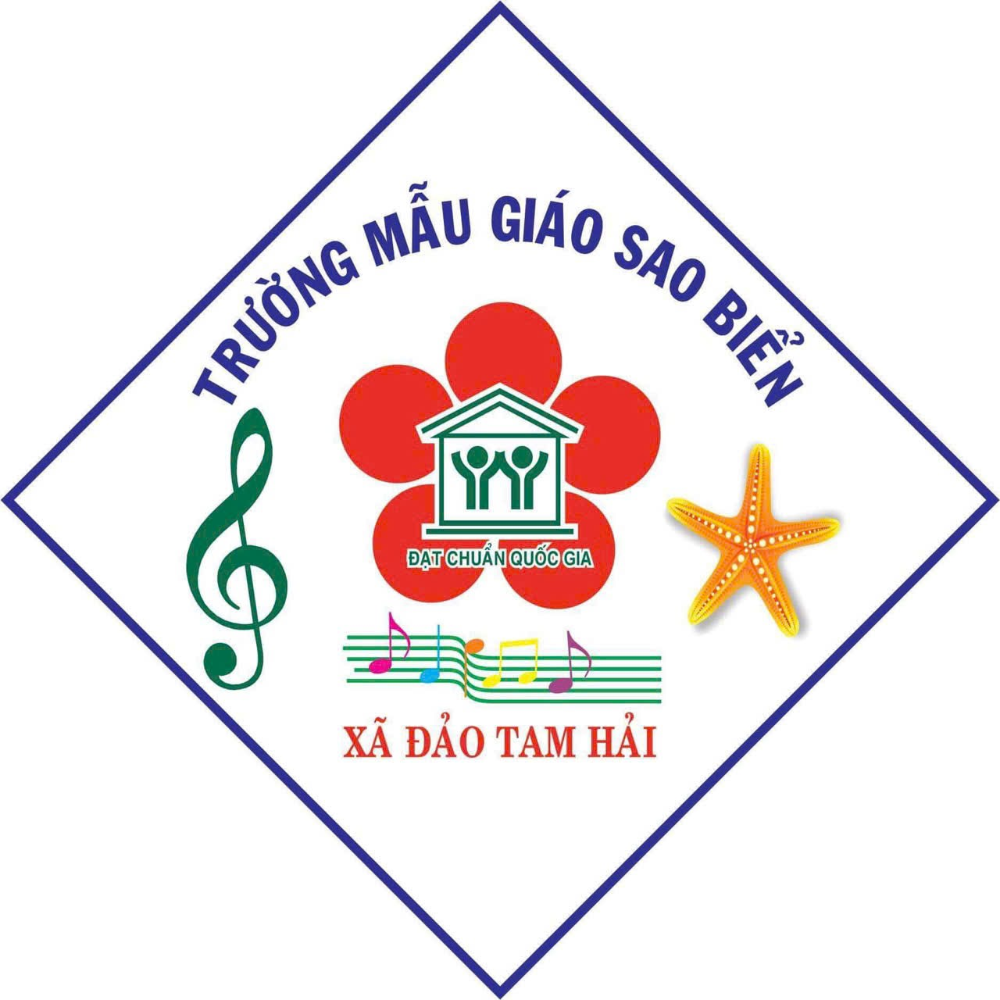 TRƯỜNG MẪU GIÁO SAO BIỂN
ĐẠT CHUẨN QUỐC GIA
XÃ ĐẢO TAM HẢI